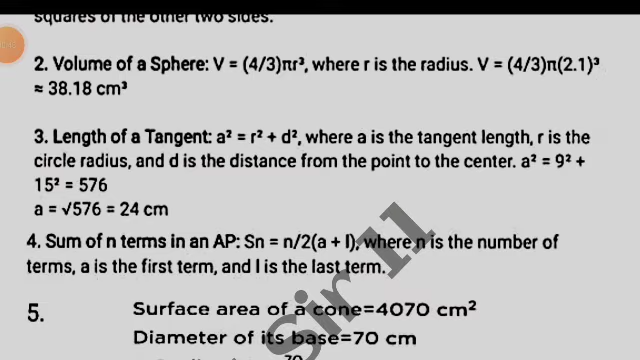 squares of the other two sides.
2. Volume of a Sphere: V = (4/3)πr³, where r is the radius. V = (4/3)π(2.1)³
≈ 38.18 cm³
3. Length of a Tangent: a² = r² + d², where a is the tangent length, r is the
circle radius, and d is the distance from the point to the center. a² = 9² +
15² = 576
a = √576 = 24 cm
4. Sum of n terms in an AP: Sn = n/2(a + l), where n is the number of
terms, a is the first term, and l is the last term.
5. Surface area of a cone=4070 cm²
Diameter of its base=70 cm
70
Sir 11